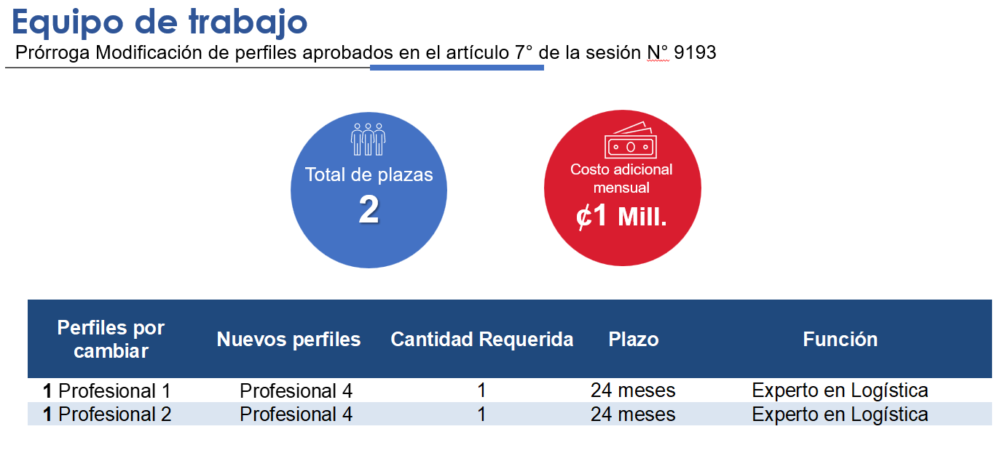 Equipo de trabajo
Prórroga Modificación de perfiles aprobados en el artículo 7° de la sesión N° 9193
Total de plazas
2
Costo adicional
mensual
₡1 Mill.
Perfiles por
cambiar
Nuevos perfiles
Cantidad Requerida
Plazo
Función
1 Profesional 1 Profesional 4 1 24 meses Experto en Logística
1 Profesional 2 Profesional 4 1 24 meses Experto en Logística